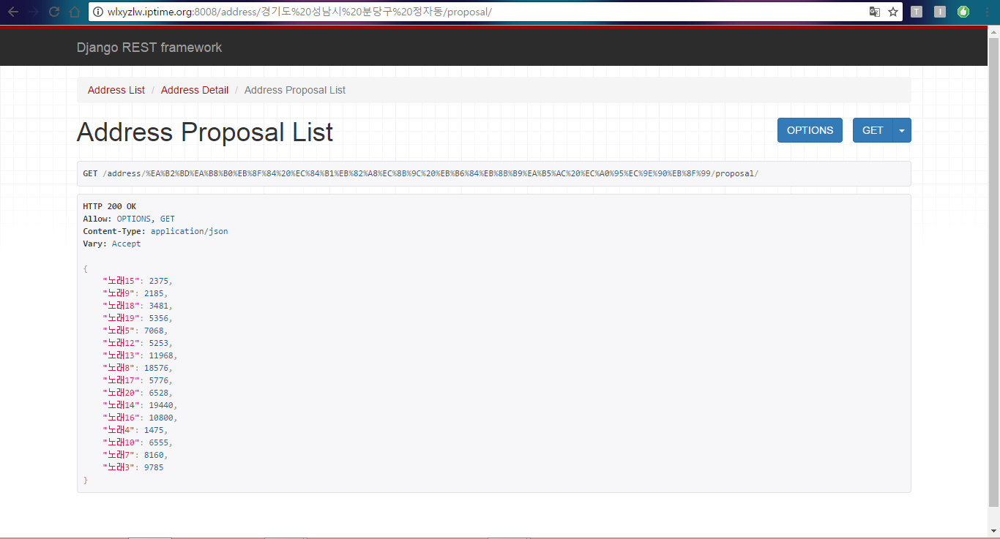 wlxyzlw.iptime.org:8008/address/경기도%20성남시%20분당구%20정자동/proposal/
T
I
Django REST framework
Address List / Address Detail / Address Proposal List
Address Proposal List
OPTIONS
GET
GET /address/%EA%B2%BD%EA%B8%B0%EB%8F%84%20%EC%84%B1%EB%82%A8%EC%8B%9C%20%EB%B6%84%EB%8B%B9%EA%B5%AC%20%EC%A0%95%EC%9E%90%EB%8F%99/proposal/
HTTP 200 OK
Allow: OPTIONS, GET
Content-Type: application/json
Vary: Accept
{
"노래15": 2375,
"노래9": 2185,
"노래18": 3481,
"노래19": 5356,
"노래5": 7068,
"노래12": 5253,
"노래13": 11968,
"노래8": 18576,
"노래17": 5776,
"노래20": 6528,
"노래14": 19440,
"노래16": 10800,
"노래4": 1475,
"노래10": 6555,
"노래7": 8160,
"노래3": 9785
}